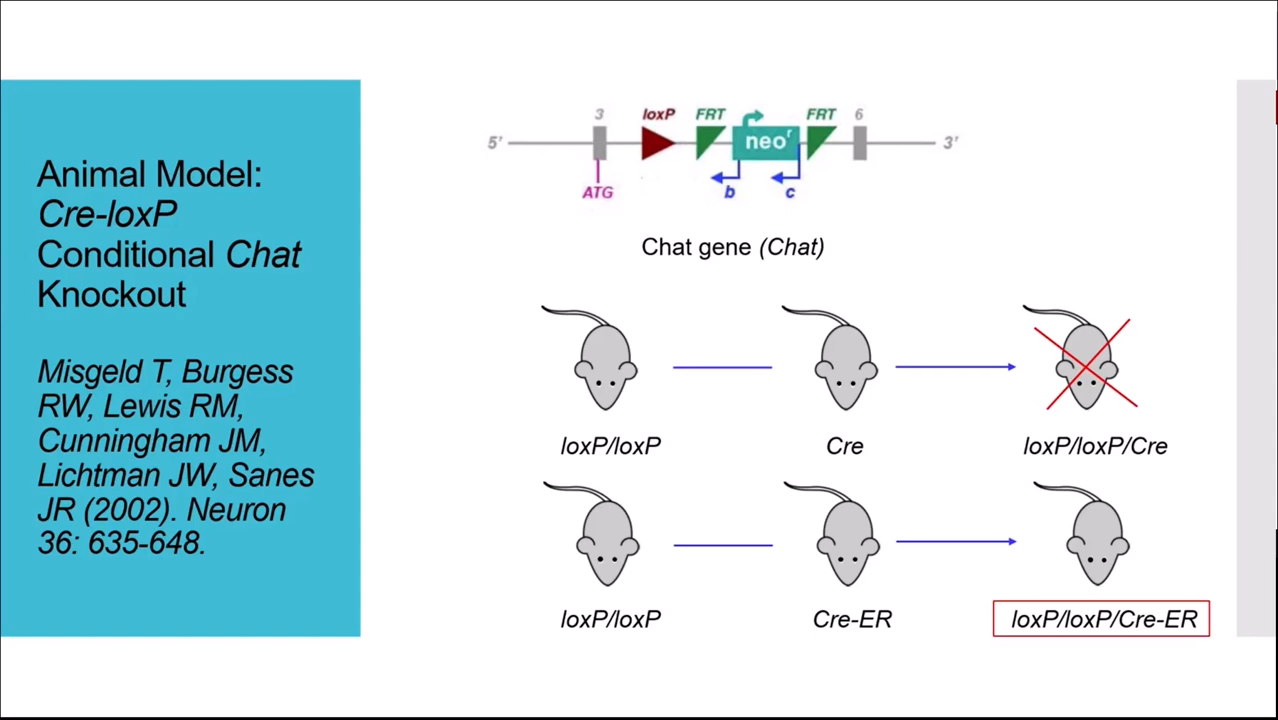 Animal Model:
Cre-loxP
Conditional Chat
Knockout
Misgeld T, Burgess
RW, Lewis RM,
Cunningham JM,
Lichtman JW, Sanes
JR (2002). Neuron
36: 635-648.
3 loxP FRT FRT 6
5' neoʳ 3'
ATG b c
Chat gene (Chat)
loxP/loxP Cre loxP/loxP/Cre
loxP/loxP Cre-ER loxP/loxP/Cre-ER